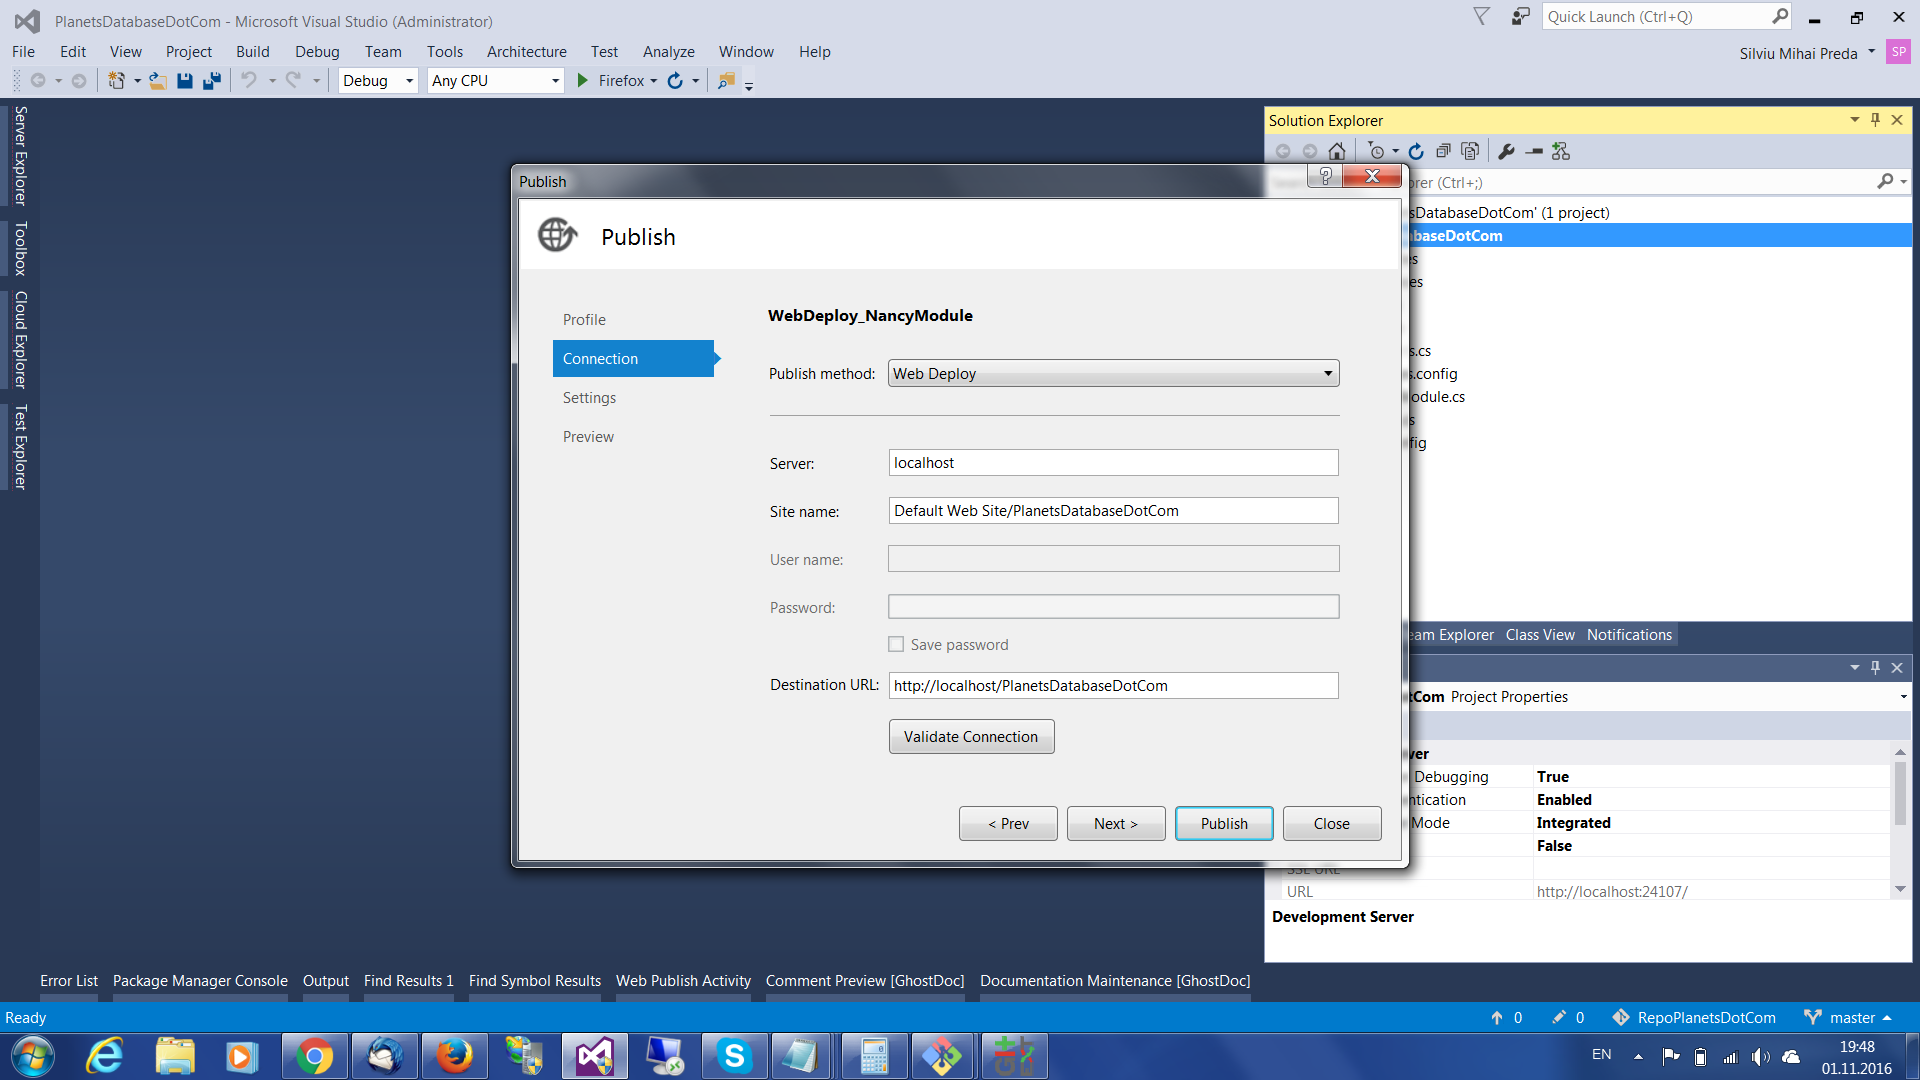 PlanetsDatabaseDotCom - Microsoft Visual Studio (Administrator)
Quick Launch (Ctrl+Q)
File Edit View Project Build Debug Team Tools Architecture Test Analyze Window Help
Silviu Mihai Preda
SP
Debug Any CPU Firefox
Server Explorer
Toolbox
Cloud Explorer
Test Explorer
Solution Explorer
orer (Ctrl+;)
sDatabaseDotCom' (1 project)
baseDotCom
es
es
s.cs
s.config
odule.cs
s
fig
Publish
Publish
Profile
Connection
Settings
Preview
WebDeploy_NancyModule
Publish method: Web Deploy
Server: localhost
Site name: Default Web Site/PlanetsDatabaseDotCom
User name:
Password:
Save password
Destination URL: http://localhost/PlanetsDatabaseDotCom
Validate Connection
< Prev Next > Publish Close
eam Explorer Class View Notifications
tCom Project Properties
ver
Debugging True
ntication Enabled
Mode Integrated
False
SSL URL
URL http://localhost:24107/
Development Server
Error List Package Manager Console Output Find Results 1 Find Symbol Results Web Publish Activity Comment Preview [GhostDoc] Documentation Maintenance [GhostDoc]
Ready
0 0 RepoPlanetsDotCom master
EN
19:48
01.11.2016